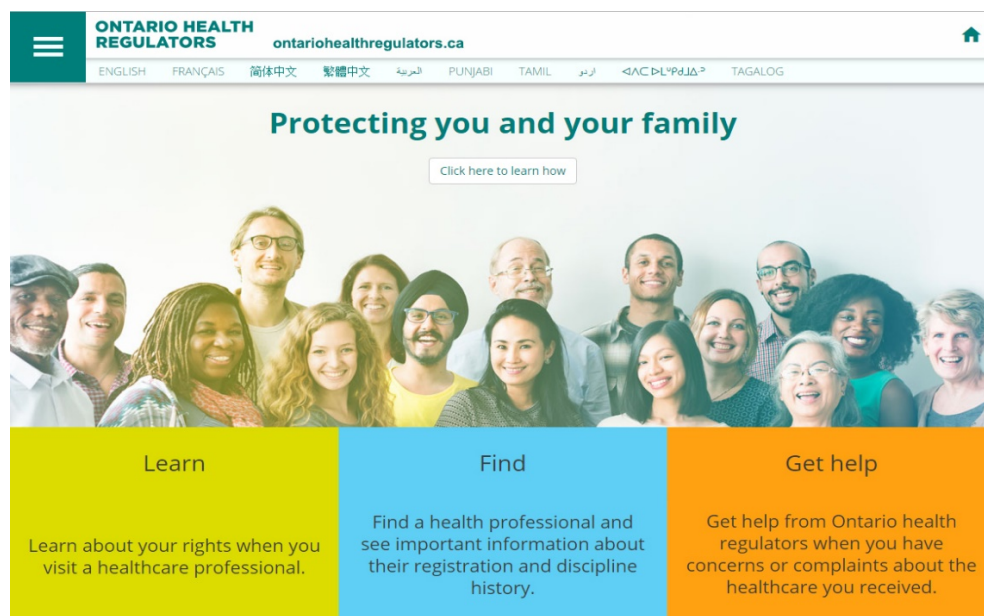 ONTARIO HEALTH
REGULATORS
ontariohealthregulators.ca
ENGLISH FRANÇAIS 简体中文 繁體中文 العربية PUNJABI TAMIL اردو TAGALOG
Protecting you and your family
Click here to learn how
Learn
Learn about your rights when you
visit a healthcare professional.
Find
Find a health professional and
see important information about
their registration and discipline
history.
Get help
Get help from Ontario health
regulators when you have
concerns or complaints about the
healthcare you received.